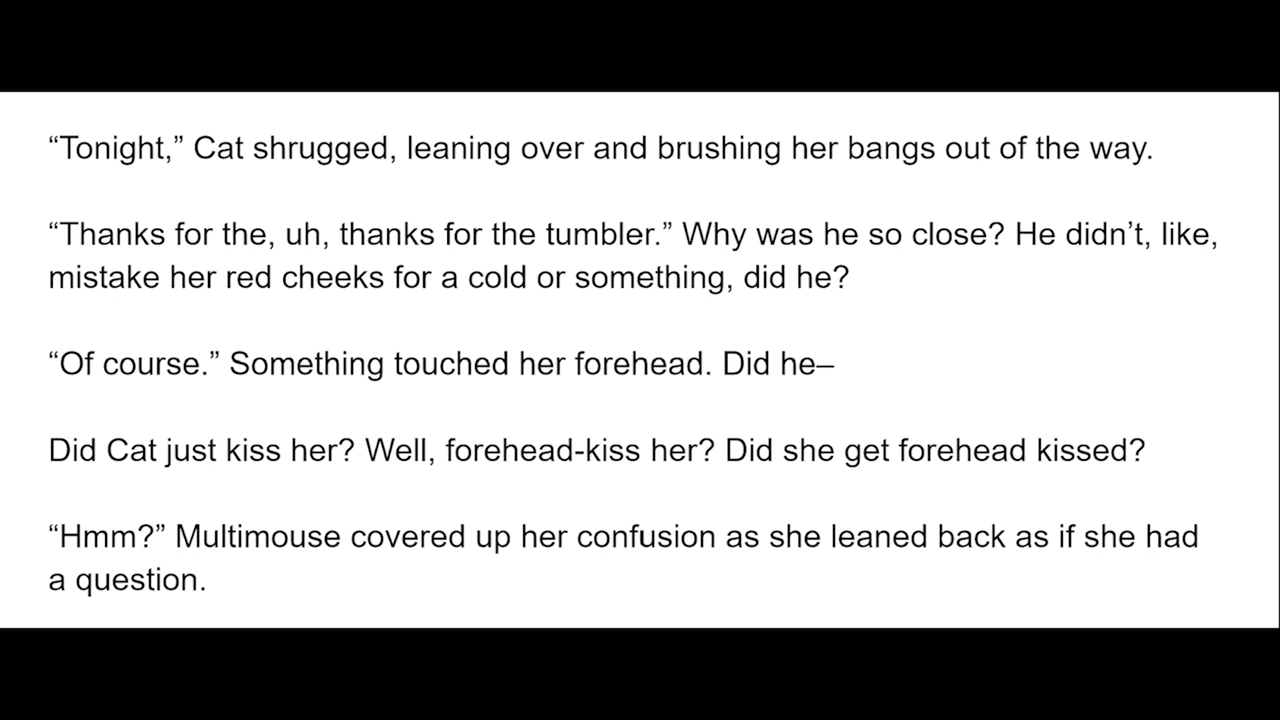 “Tonight,” Cat shrugged, leaning over and brushing her bangs out of the way.
“Thanks for the, uh, thanks for the tumbler.” Why was he so close? He didn’t, like,
mistake her red cheeks for a cold or something, did he?
“Of course.” Something touched her forehead. Did he–
Did Cat just kiss her? Well, forehead-kiss her? Did she get forehead kissed?
“Hmm?” Multimouse covered up her confusion as she leaned back as if she had
a question.